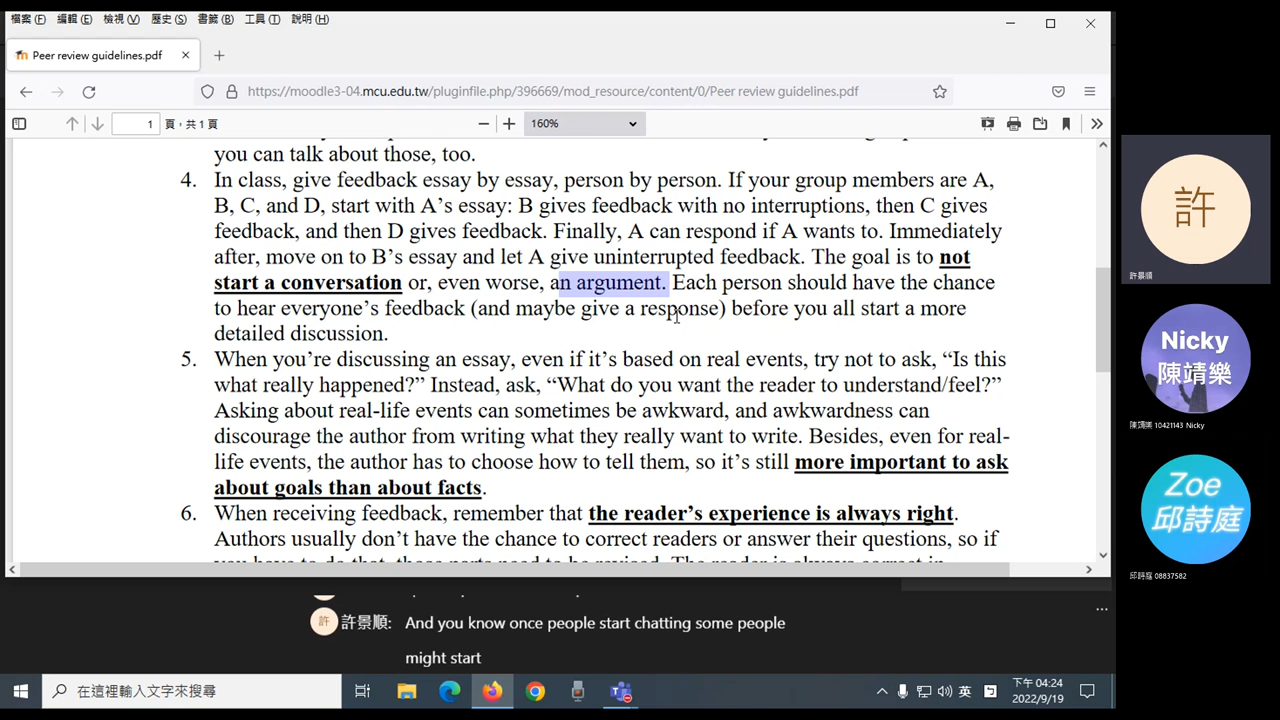 檔案(F) 編輯(E) 檢視(V) 歷史(S) 書籤(B) 工具(T) 說明(H)
Peer review guidelines.pdf
https://moodle3-04.mcu.edu.tw/pluginfile.php/396669/mod_resource/content/0/Peer review guidelines.pdf
1 頁，共 1 頁 160%
you can talk about those, too.
4. In class, give feedback essay by essay, person by person. If your group members are A,
B, C, and D, start with A’s essay: B gives feedback with no interruptions, then C gives
feedback, and then D gives feedback. Finally, A can respond if A wants to. Immediately
after, move on to B’s essay and let A give uninterrupted feedback. The goal is to not
start a conversation or, even worse, an argument. Each person should have the chance
to hear everyone’s feedback (and maybe give a response) before you all start a more
detailed discussion.
5. When you’re discussing an essay, even if it’s based on real events, try not to ask, “Is this
what really happened?” Instead, ask, “What do you want the reader to understand/feel?”
Asking about real-life events can sometimes be awkward, and awkwardness can
discourage the author from writing what they really want to write. Besides, even for real-
life events, the author has to choose how to tell them, so it’s still more important to ask
about goals than about facts.
6. When receiving feedback, remember that the reader’s experience is always right.
Authors usually don’t have the chance to correct readers or answer their questions, so if
許
許景順
Nicky
陳靖樂
陳靖樂 10421143 Nicky
Zoe
邱詩庭
邱詩庭 08837582
許 許景順: And you know once people start chatting some people
might start
在這裡輸入文字來搜尋
英
下午 04:24
2022/9/19